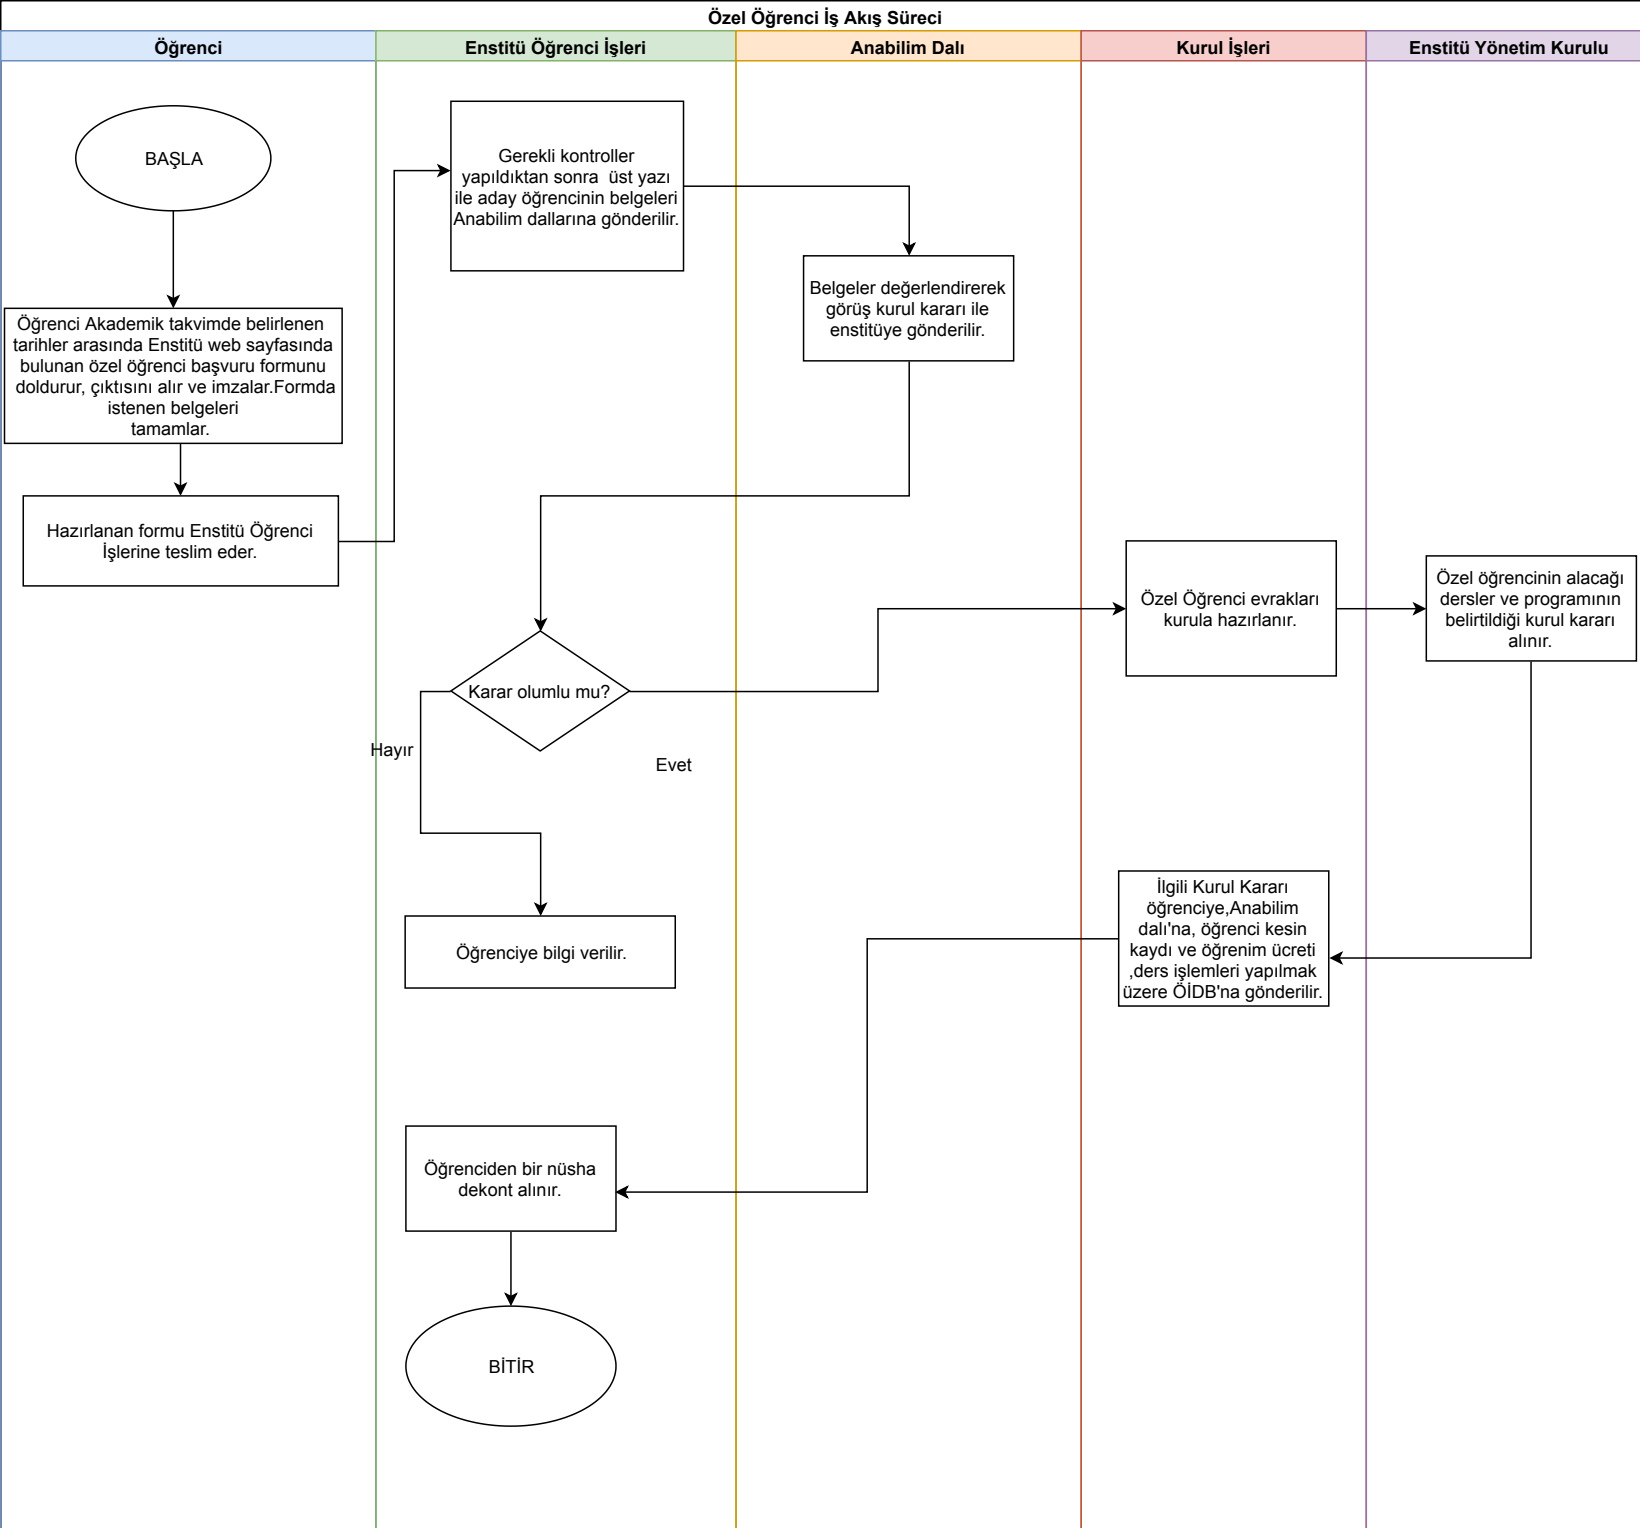 Özel Öğrenci İş Akış Süreci
Öğrenci
Enstitü Öğrenci İşleri
Anabilim Dalı
Kurul İşleri
Enstitü Yönetim Kurulu
BAŞLA
Öğrenci Akademik takvimde belirlenen
tarihler arasında Enstitü web sayfasında
bulunan özel öğrenci başvuru formunu
doldurur, çıktısını alır ve imzalar.Formda
istenen belgeleri
tamamlar.
Hazırlanan formu Enstitü Öğrenci
İşlerine teslim eder.
Gerekli kontroller
yapıldıktan sonra  üst yazı
ile aday öğrencinin belgeleri
Anabilim dallarına gönderilir.
Belgeler değerlendirerek
görüş kurul kararı ile
enstitüye gönderilir.
Karar olumlu mu?
Hayır
Evet
Öğrenciye bilgi verilir.
Özel Öğrenci evrakları
kurula hazırlanır.
Özel öğrencinin alacağı
dersler ve programının
belirtildiği kurul kararı
alınır.
İlgili Kurul Kararı
öğrenciye,Anabilim
dalı'na, öğrenci kesin
kaydı ve öğrenim ücreti
,ders işlemleri yapılmak
üzere ÖİDB'na gönderilir.
Öğrenciden bir nüsha
dekont alınır.
BİTİR